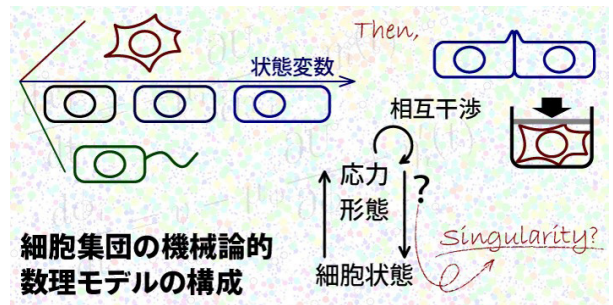 Then,
状態変数
相互干渉
応力
形態
?
細胞状態
Singularity?
細胞集団の機械論的
数理モデルの構成